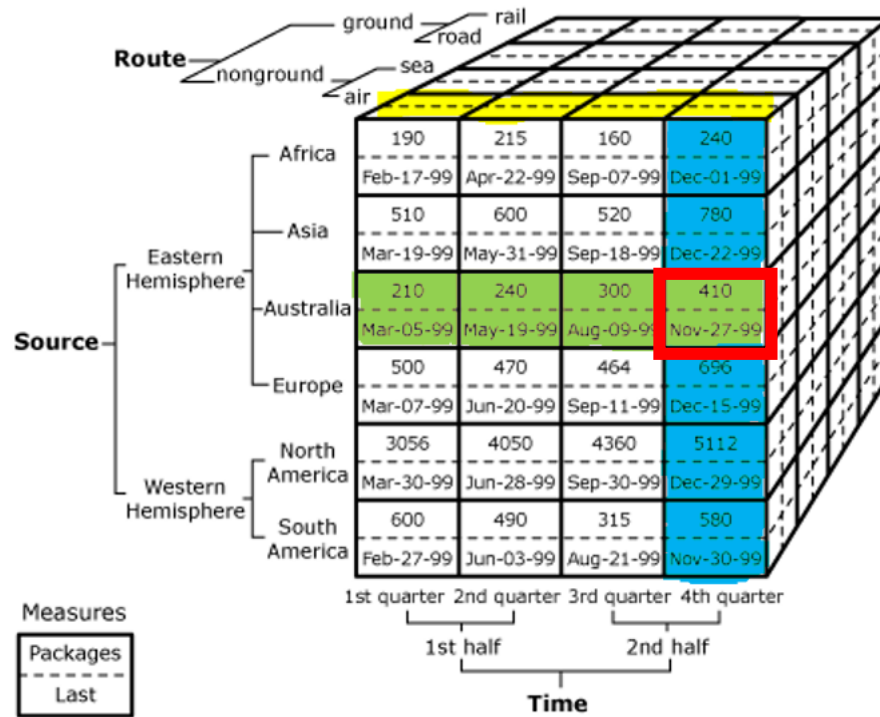 ground
rail
road
Route
nonground
sea
air
190 215 160 240
Africa
Feb-17-99 Apr-22-99 Sep-07-99 Dec-01-99
510 600 520 780
Asia
Mar-19-99 May-31-99 Sep-18-99 Dec-22-99
Eastern
Hemisphere
210 240 300 410
Australia
Mar-05-99 May-19-99 Aug-09-99 Nov-27-99
Source
500 470 464 696
Europe
Mar-07-99 Jun-20-99 Sep-11-99 Dec-15-99
3056 4050 4360 5112
North
America
Mar-30-99 Jun-28-99 Sep-30-99 Dec-29-99
Western
Hemisphere
600 490 315 580
South
America
Feb-27-99 Jun-03-99 Aug-21-99 Nov-30-99
1st quarter 2nd quarter 3rd quarter 4th quarter
1st half 2nd half
Time
Measures
Packages
Last